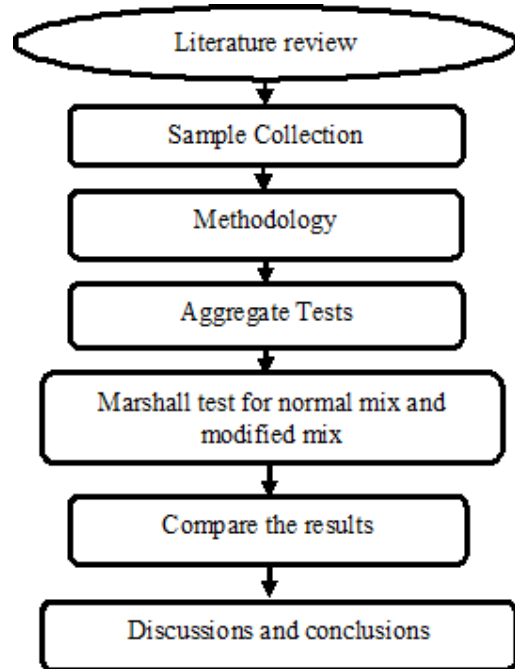 Literature review
Sample Collection
Methodology
Aggregate Tests
Marshall test for normal mix and
modified mix
Compare the results
Discussions and conclusions